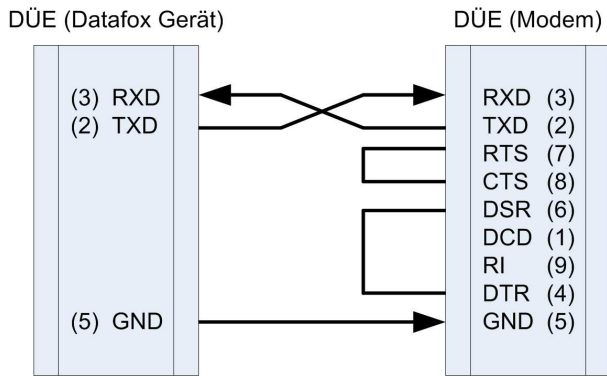 DÜE (Datafox Gerät)
DÜE (Modem)
(3) RXD
(2) TXD
(5) GND
RXD (3)
TXD (2)
RTS (7)
CTS (8)
DSR (6)
DCD (1)
RI (9)
DTR (4)
GND (5)